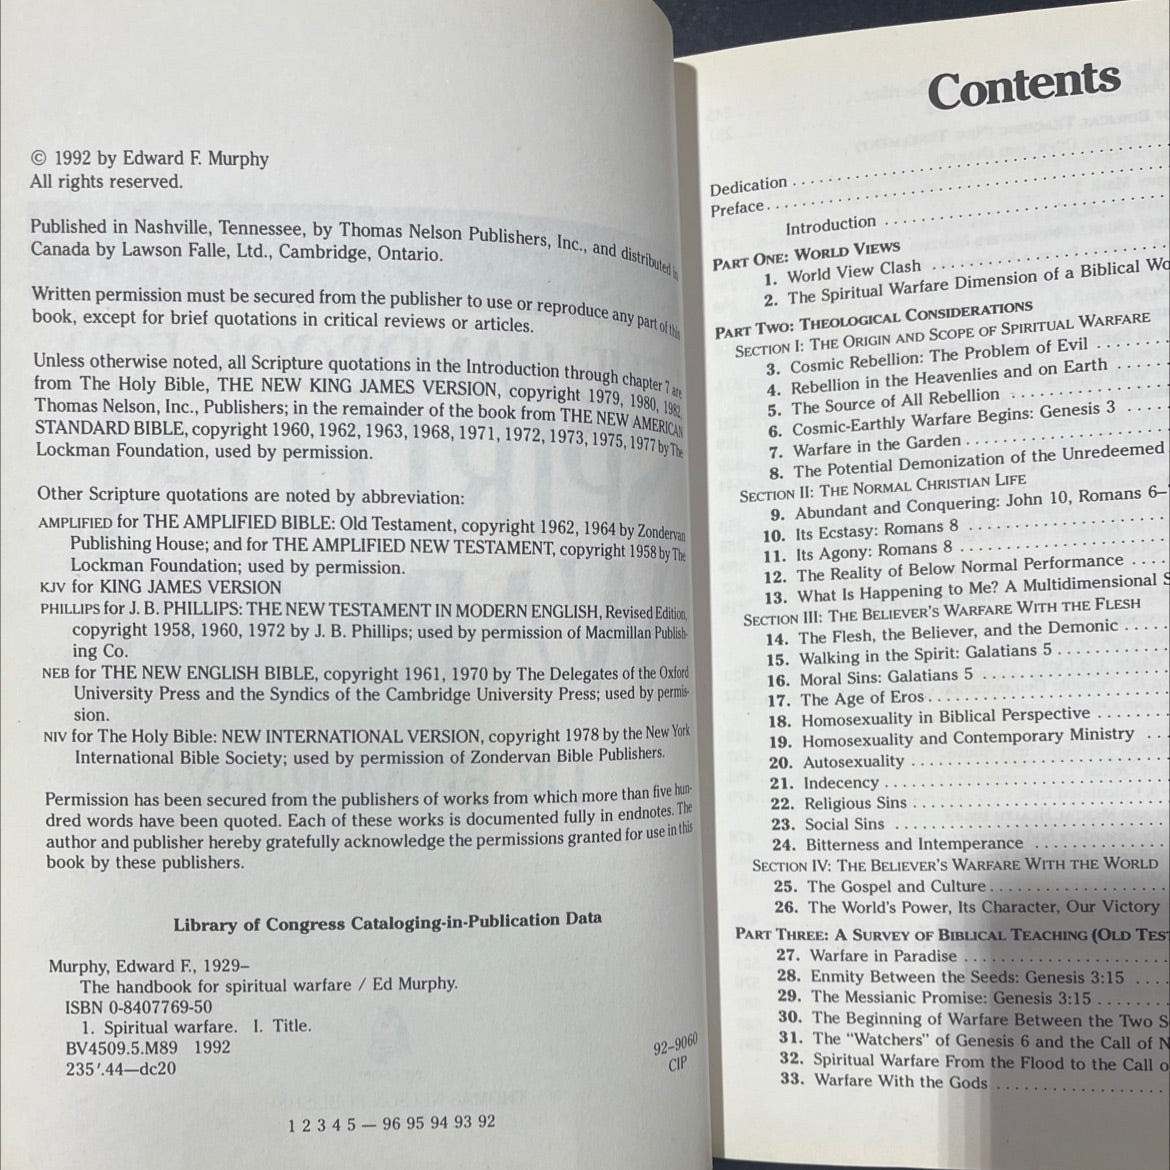 © 1992 by Edward F. Murphy
All rights reserved.
Published in Nashville, Tennessee, by Thomas Nelson Publishers, Inc., and distributed in
Canada by Lawson Falle, Ltd., Cambridge, Ontario.
Written permission must be secured from the publisher to use or reproduce any part of this
book, except for brief quotations in critical reviews or articles.
Unless otherwise noted, all Scripture quotations in the Introduction through chapter 7 are
from The Holy Bible, THE NEW KING JAMES VERSION, copyright 1979, 1980, 1982,
Thomas Nelson, Inc., Publishers; in the remainder of the book from THE NEW AMERICAN
STANDARD BIBLE, copyright 1960, 1962, 1963, 1968, 1971, 1972, 1973, 1975, 1977 by The
Lockman Foundation, used by permission.
Other Scripture quotations are noted by abbreviation:
AMPLIFIED for THE AMPLIFIED BIBLE: Old Testament, copyright 1962, 1964 by Zondervan
Publishing House; and for THE AMPLIFIED NEW TESTAMENT, copyright 1958 by The
Lockman Foundation; used by permission.
KJV for KING JAMES VERSION
PHILLIPS for J. B. PHILLIPS: THE NEW TESTAMENT IN MODERN ENGLISH, Revised Edition,
copyright 1958, 1960, 1972 by J. B. Phillips; used by permission of Macmillan Publish-
ing Co.
NEB for THE NEW ENGLISH BIBLE, copyright 1961, 1970 by The Delegates of the Oxford
University Press and the Syndics of the Cambridge University Press; used by permis-
sion.
NIV for The Holy Bible: NEW INTERNATIONAL VERSION, copyright 1978 by the New York
International Bible Society; used by permission of Zondervan Bible Publishers.
Permission has been secured from the publishers of works from which more than five hun-
dred words have been quoted. Each of these works is documented fully in endnotes. The
author and publisher hereby gratefully acknowledge the permissions granted for use in this
book by these publishers.
Library of Congress Cataloging-in-Publication Data
Murphy, Edward F., 1929–
The handbook for spiritual warfare / Ed Murphy.
ISBN 0-8407769-50
1. Spiritual warfare. I. Title.
BV4509.5.M89 1992
235'.44—dc20
92–9060
CIP
1 2 3 4 5 — 96 95 94 93 92
Contents
Dedication
Preface
Introduction
PART ONE: WORLD VIEWS
1. World View Clash
2. The Spiritual Warfare Dimension of a Biblical Wo
PART TWO: THEOLOGICAL CONSIDERATIONS
SECTION I: THE ORIGIN AND SCOPE OF SPIRITUAL WARFARE
3. Cosmic Rebellion: The Problem of Evil
4. Rebellion in the Heavenlies and on Earth
5. The Source of All Rebellion
6. Cosmic-Earthly Warfare Begins: Genesis 3
7. Warfare in the Garden
8. The Potential Demonization of the Unredeemed
SECTION II: THE NORMAL CHRISTIAN LIFE
9. Abundant and Conquering: John 10, Romans 6–
10. Its Ecstasy: Romans 8
11. Its Agony: Romans 8
12. The Reality of Below Normal Performance
13. What Is Happening to Me? A Multidimensional S
SECTION III: THE BELIEVER'S WARFARE WITH THE FLESH
14. The Flesh, the Believer, and the Demonic
15. Walking in the Spirit: Galatians 5
16. Moral Sins: Galatians 5
17. The Age of Eros
18. Homosexuality in Biblical Perspective
19. Homosexuality and Contemporary Ministry
20. Autosexuality
21. Indecency
22. Religious Sins
23. Social Sins
24. Bitterness and Intemperance
SECTION IV: THE BELIEVER'S WARFARE WITH THE WORLD
25. The Gospel and Culture
26. The World's Power, Its Character, Our Victory
PART THREE: A SURVEY OF BIBLICAL TEACHING (OLD TES
27. Warfare in Paradise
28. Enmity Between the Seeds: Genesis 3:15
29. The Messianic Promise: Genesis 3:15
30. The Beginning of Warfare Between the Two S
31. The "Watchers" of Genesis 6 and the Call of N
32. Spiritual Warfare From the Flood to the Call o
33. Warfare With the Gods